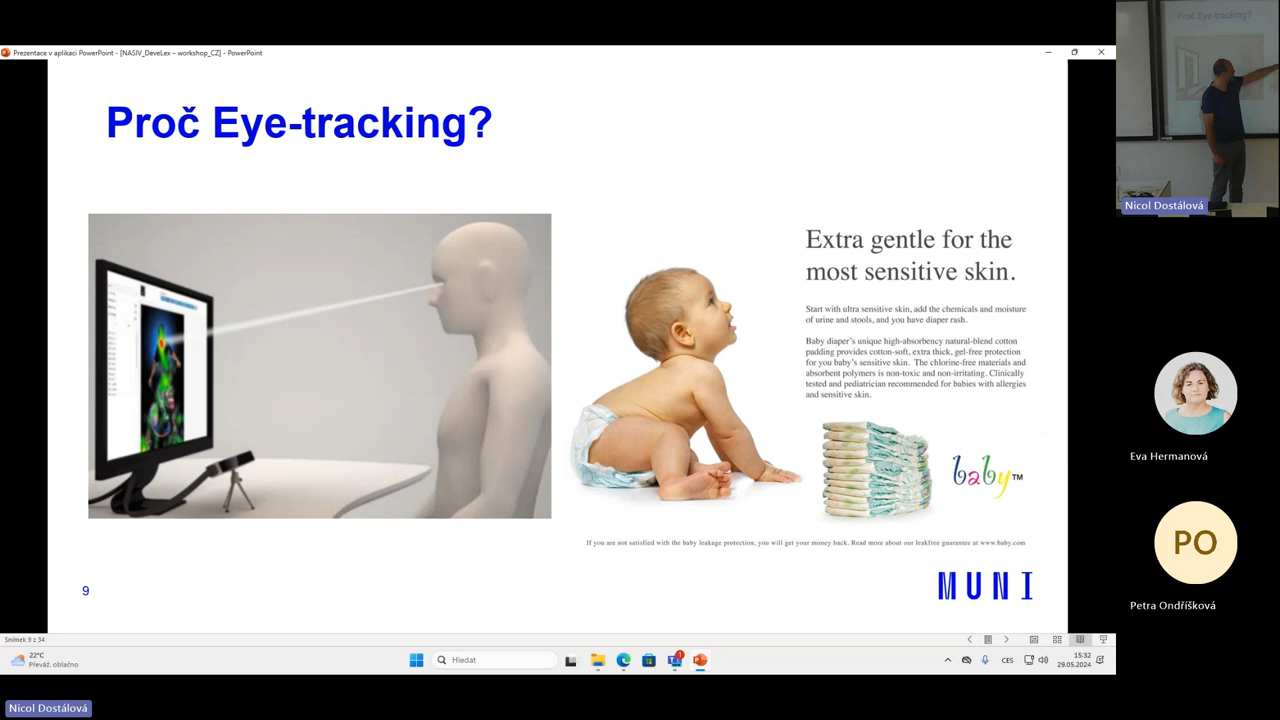 Prezentace v aplikaci PowerPoint - [NASIV_DeveLex – workshop_CZ] - PowerPoint
Proč Eye-tracking?
Extra gentle for the
most sensitive skin.
Start with ultra sensitive skin, add the chemicals and moisture
of urine and stools, and you have diaper rash.
Baby diaper's unique high-absorbency natural-blend cotton
padding provides cotton-soft, extra thick, gel-free protection
for you baby's sensitive skin. The chlorine-free materials and
absorbent polymers is non-toxic and non-irritating. Clinically
tested and pediatrician recommended for babies with allergies
and sensitive skin.
baby™
If you are not satisfied with the baby leakage protection, you will get your money back. Read more about our leakfree guarantee at www.baby.com
9
MUNI
Snímek 9 z 34
22°C
Převáž. oblačno
Hledat
1
CES
15:32
29.05.2024
Proč Eye-tracking?
Nicol Dostálová
Eva Hermanová
PO
Petra Ondříšková
Nicol Dostálová